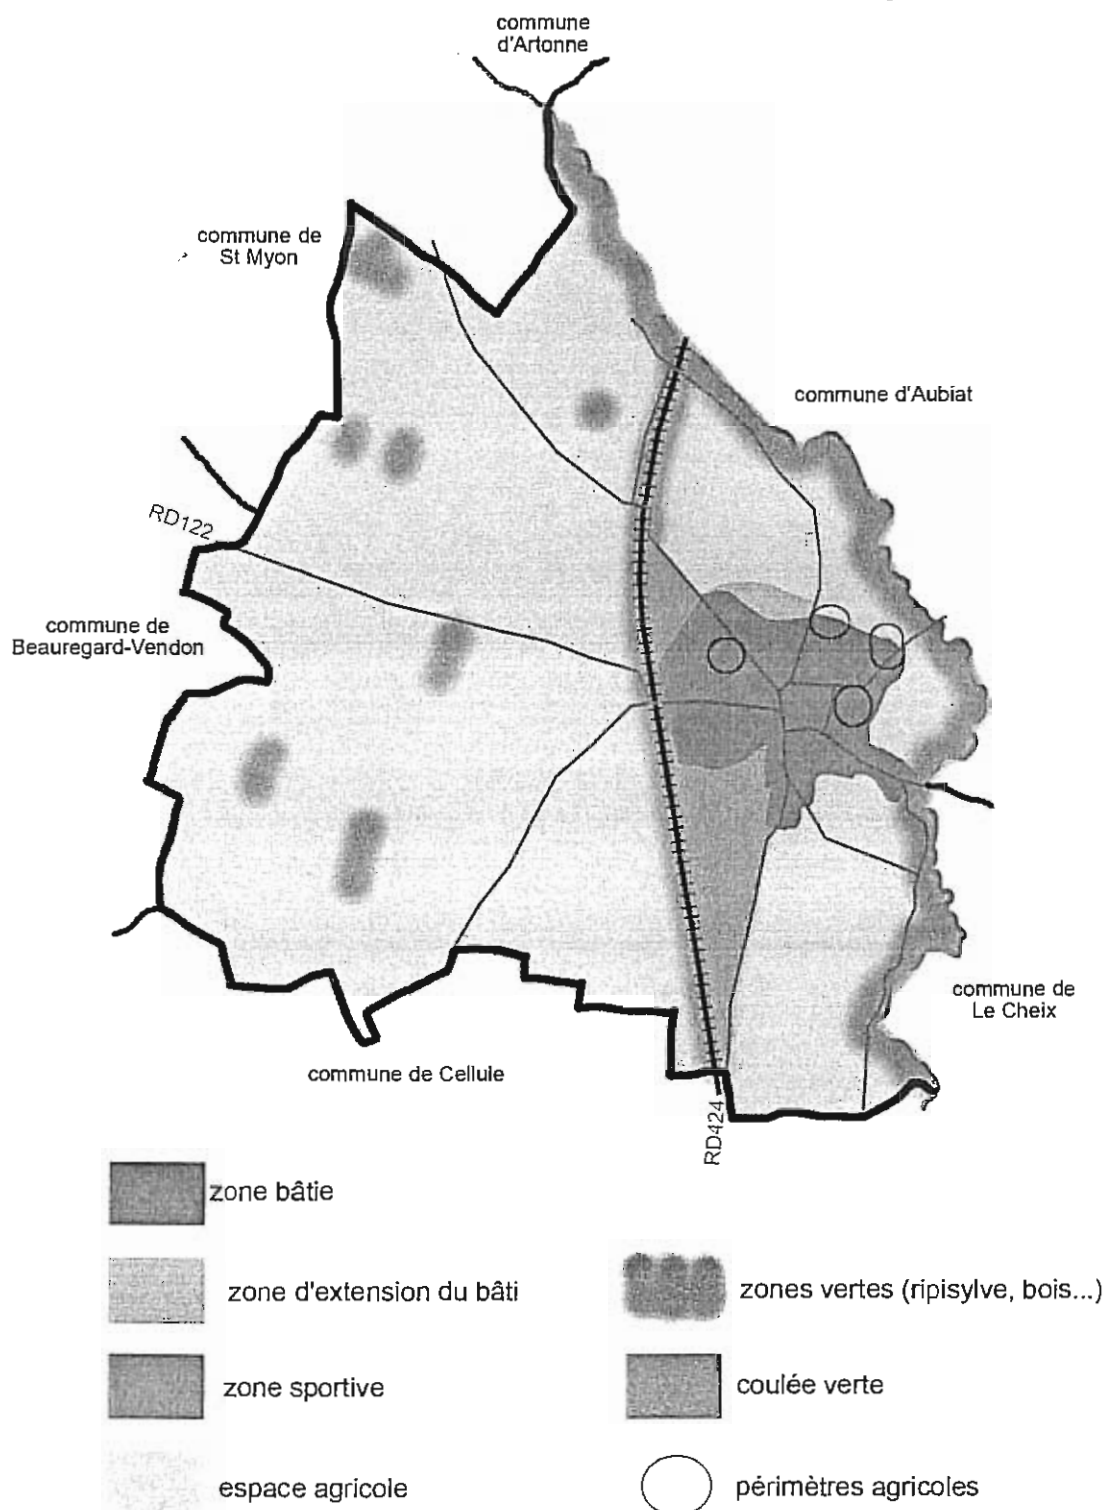 commune
d'Artonne
commune de
St Myon
commune d'Aubiat
RD122
commune de
Beauregard-Vendon
commune de
Le Cheix
commune de Cellule
RD424
zone bâtie
zone d'extension du bâti
zones vertes (ripisylve, bois...)
zone sportive
coulée verte
espace agricole
périmètres agricoles